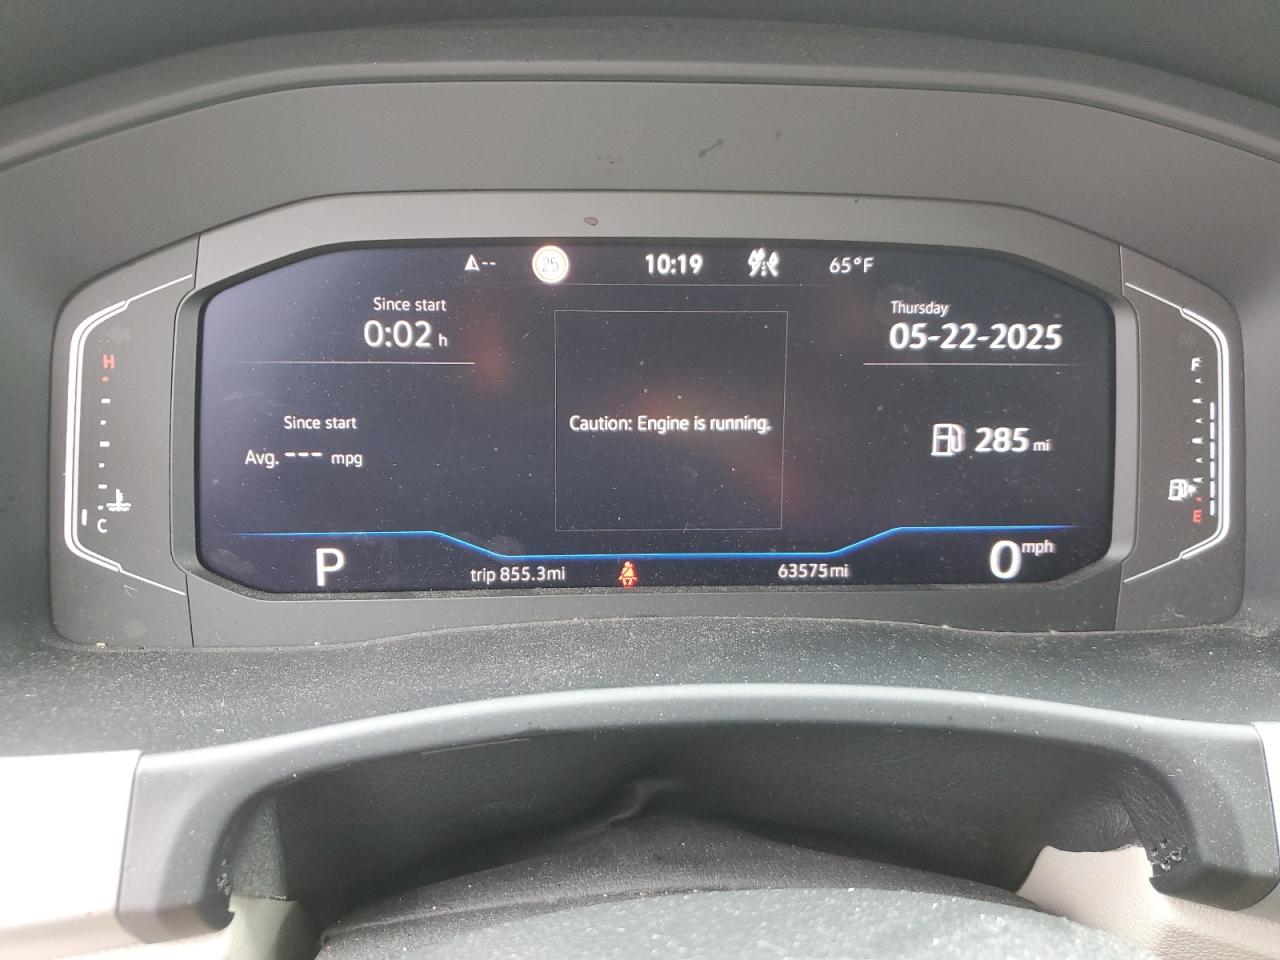 -- 25 10:19 65°F
Since start
0:02 h
Thursday
05-22-2025
H
F
Since start
Avg. --- mpg
Caution: Engine is running.
285 mi
C
E
P
trip 855.3mi
63575mi
0 mph